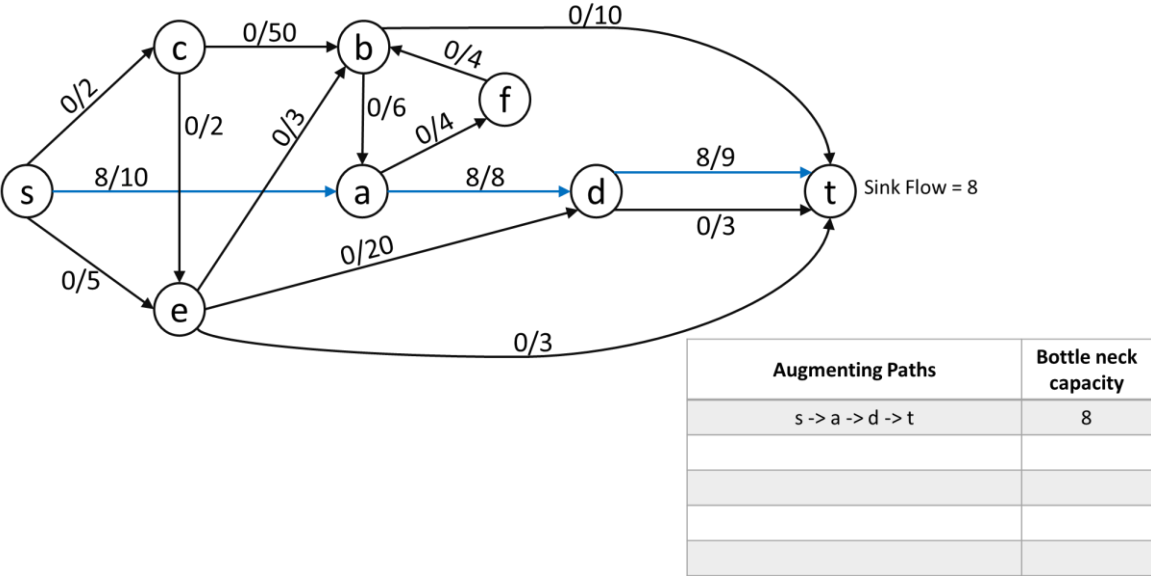 0/10
c
0/50
b
0/4
f
0/2
0/2
0/3
0/6
0/4
s
8/10
a
8/8
d
8/9
t
Sink Flow = 8
0/3
0/5
0/20
e
0/3
Augmenting Paths
Bottle neck
capacity
s -> a -> d -> t
8